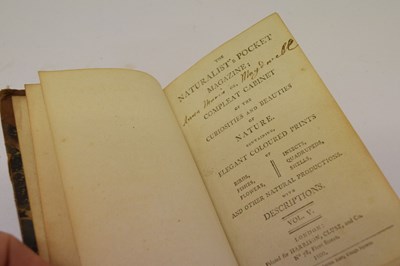 THE
NATURALIST'S POCKET
MAGAZINE;
OR,
COMPLEAT CABINET
OF THE
CURIOSITIES AND BEAUTIES
OF
NATURE.
CONTAINING,
ELEGANT COLOURED PRINTS
OF
BIRDS,
FISHES,
FLOWERS,
INSECTS,
QUADRUPEDS,
SHELLS,
AND OTHER NATURAL PRODUCTIONS.
WITH
DESCRIPTIONS.
VOL. V.
LONDON:
Printed for HARRISON, CLUSE, and Co.
Nº 78, Fleet Street.
1800.